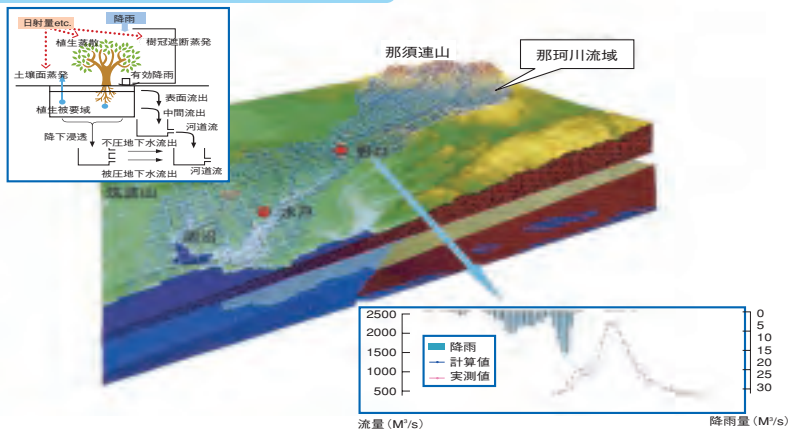 日射量etc.
降雨
植生蒸散
樹冠遮断蒸発
土壌面蒸発
有効降雨
表面流出
植生被要域
中間流出
河道流
降下浸透
不圧地下水流出
被圧地下水流出
河道流
那須連山
那珂川流域
野口
筑波山
水戸
涸沼
2500
2000
1500
1000
500
降雨
計算値
実測値
0
5
10
15
20
25
30
流量(M³/s)
降雨量(M³/s)